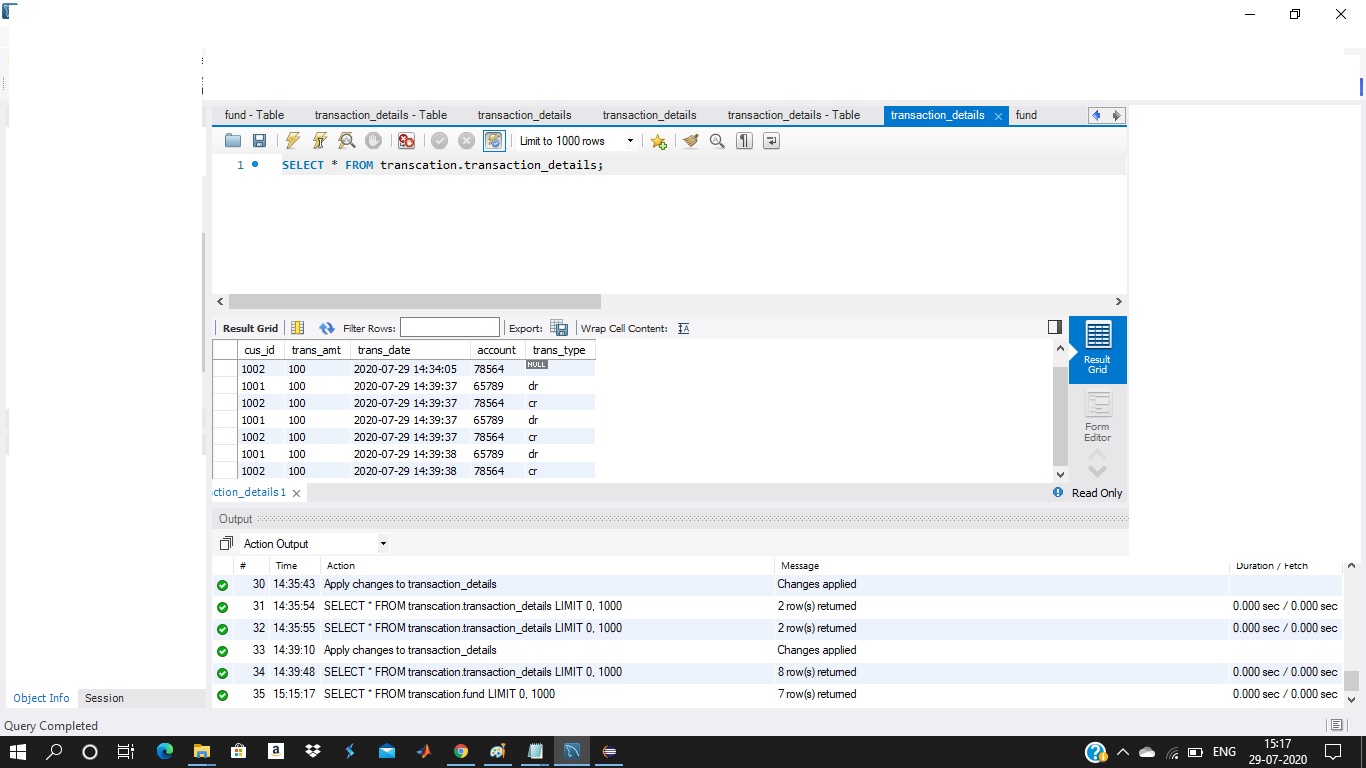 fund - Table transaction_details - Table transaction_details transaction_details transaction_details - Table transaction_details fund
Limit to 1000 rows
1 SELECT * FROM transcation.transaction_details;
Result Grid Filter Rows: Export: Wrap Cell Content:
Result
Grid
cus_id trans_amt trans_date account trans_type
1002 100 2020-07-29 14:34:05 78564 NULL
1001 100 2020-07-29 14:39:37 65789 dr
1002 100 2020-07-29 14:39:37 78564 cr
1001 100 2020-07-29 14:39:37 65789 dr
1002 100 2020-07-29 14:39:37 78564 cr
1001 100 2020-07-29 14:39:38 65789 dr
1002 100 2020-07-29 14:39:38 78564 cr
Form
Editor
ction_details 1 Read Only
Output
Action Output
# Time Action Message Duration / Fetch
30 14:35:43 Apply changes to transaction_details Changes applied
31 14:35:54 SELECT * FROM transcation.transaction_details LIMIT 0, 1000 2 row(s) returned 0.000 sec / 0.000 sec
32 14:35:55 SELECT * FROM transcation.transaction_details LIMIT 0, 1000 2 row(s) returned 0.000 sec / 0.000 sec
33 14:39:10 Apply changes to transaction_details Changes applied
34 14:39:48 SELECT * FROM transcation.transaction_details LIMIT 0, 1000 8 row(s) returned 0.000 sec / 0.000 sec
35 15:15:17 SELECT * FROM transcation.fund LIMIT 0, 1000 7 row(s) returned 0.000 sec / 0.000 sec
Object Info Session
Query Completed
ENG
15:17
29-07-2020